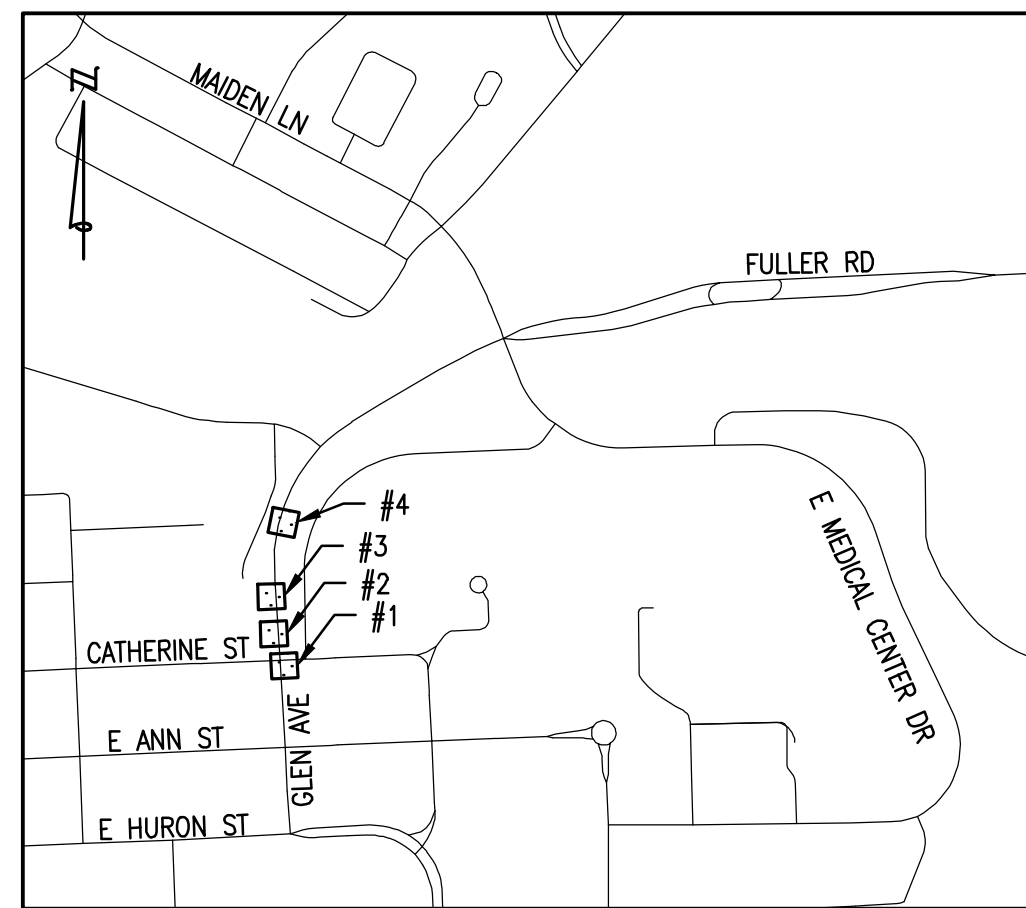 MAIDEN LN
N
FULLER RD
#4
#3
#2
#1
CATHERINE ST
E MEDICAL CENTER DR
GLEN AVE
E ANN ST
E HURON ST